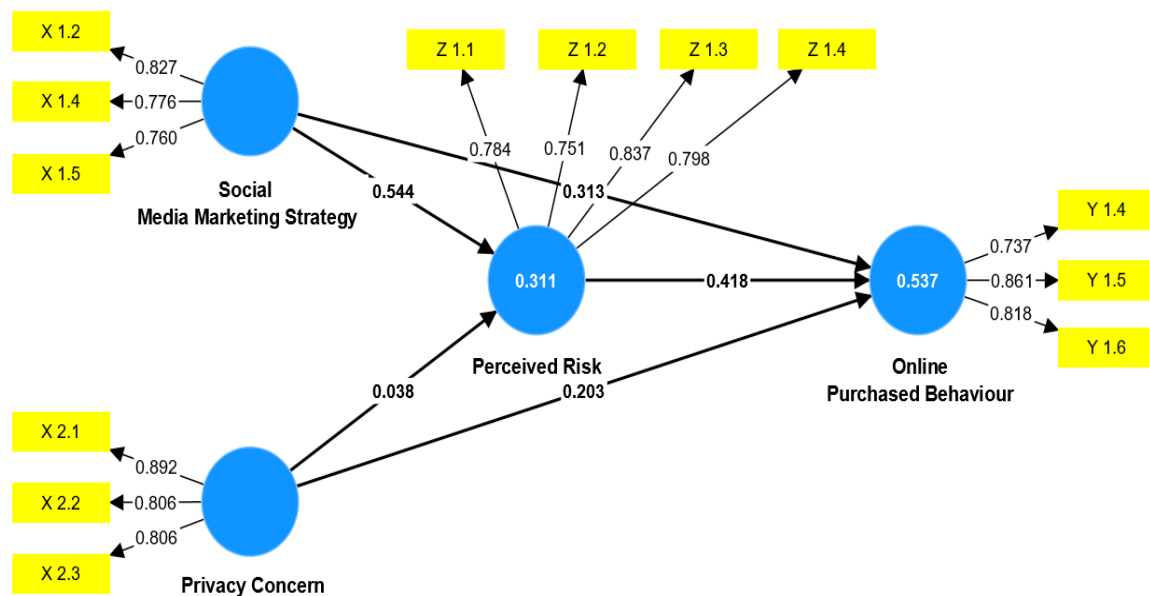 X 1.2
X 1.4
X 1.5
0.827
0.776
0.760
Social
Media Marketing Strategy
Z 1.1
Z 1.2
Z 1.3
Z 1.4
0.784
0.751
0.837
0.798
0.544
0.313
0.311
Perceived Risk
0.418
0.038
0.203
0.537
Online
Purchased Behaviour
0.737
0.861
0.818
Y 1.4
Y 1.5
Y 1.6
X 2.1
X 2.2
X 2.3
0.892
0.806
0.806
Privacy Concern